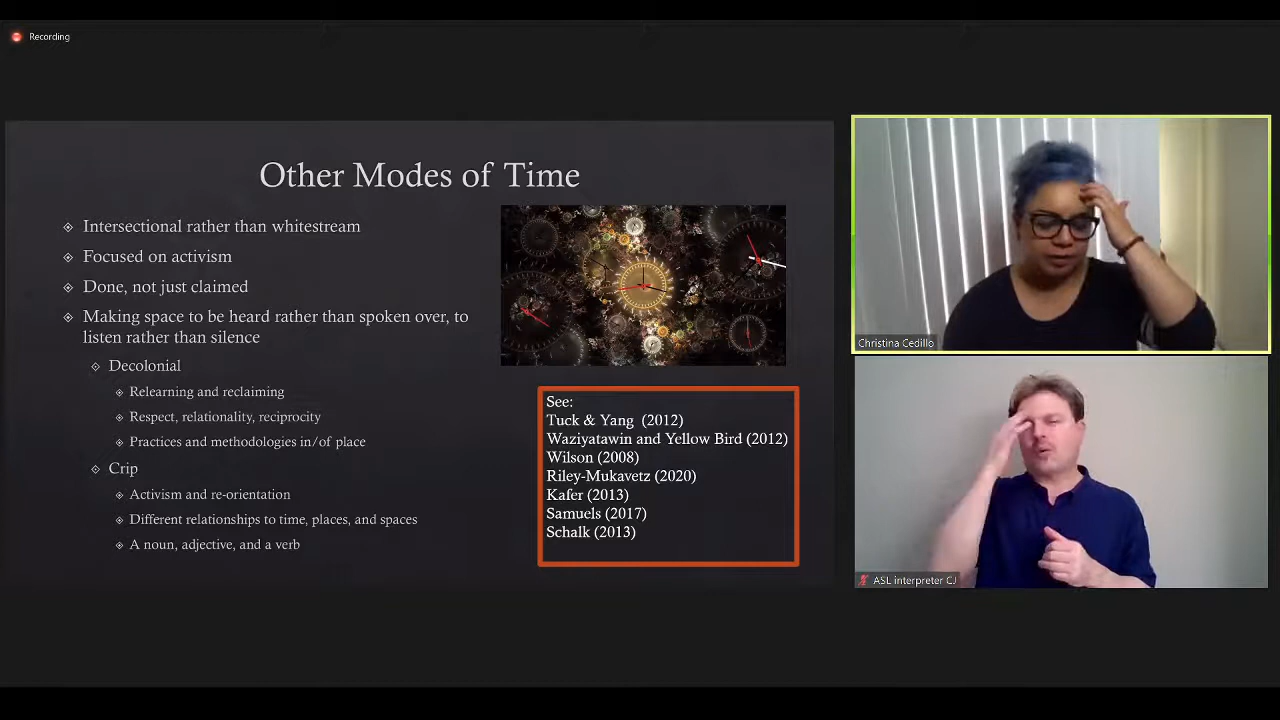 Recording
Other Modes of Time
Intersectional rather than whitestream
Focused on activism
Done, not just claimed
Making space to be heard rather than spoken over, to
listen rather than silence
Decolonial
Relearning and reclaiming
Respect, relationality, reciprocity
Practices and methodologies in/of place
Crip
Activism and re-orientation
Different relationships to time, places, and spaces
A noun, adjective, and a verb
See:
Tuck & Yang (2012)
Waziyatawin and Yellow Bird (2012)
Wilson (2008)
Riley-Mukavetz (2020)
Kafer (2013)
Samuels (2017)
Schalk (2013)
Christina Cedillo
ASL interpreter CJ